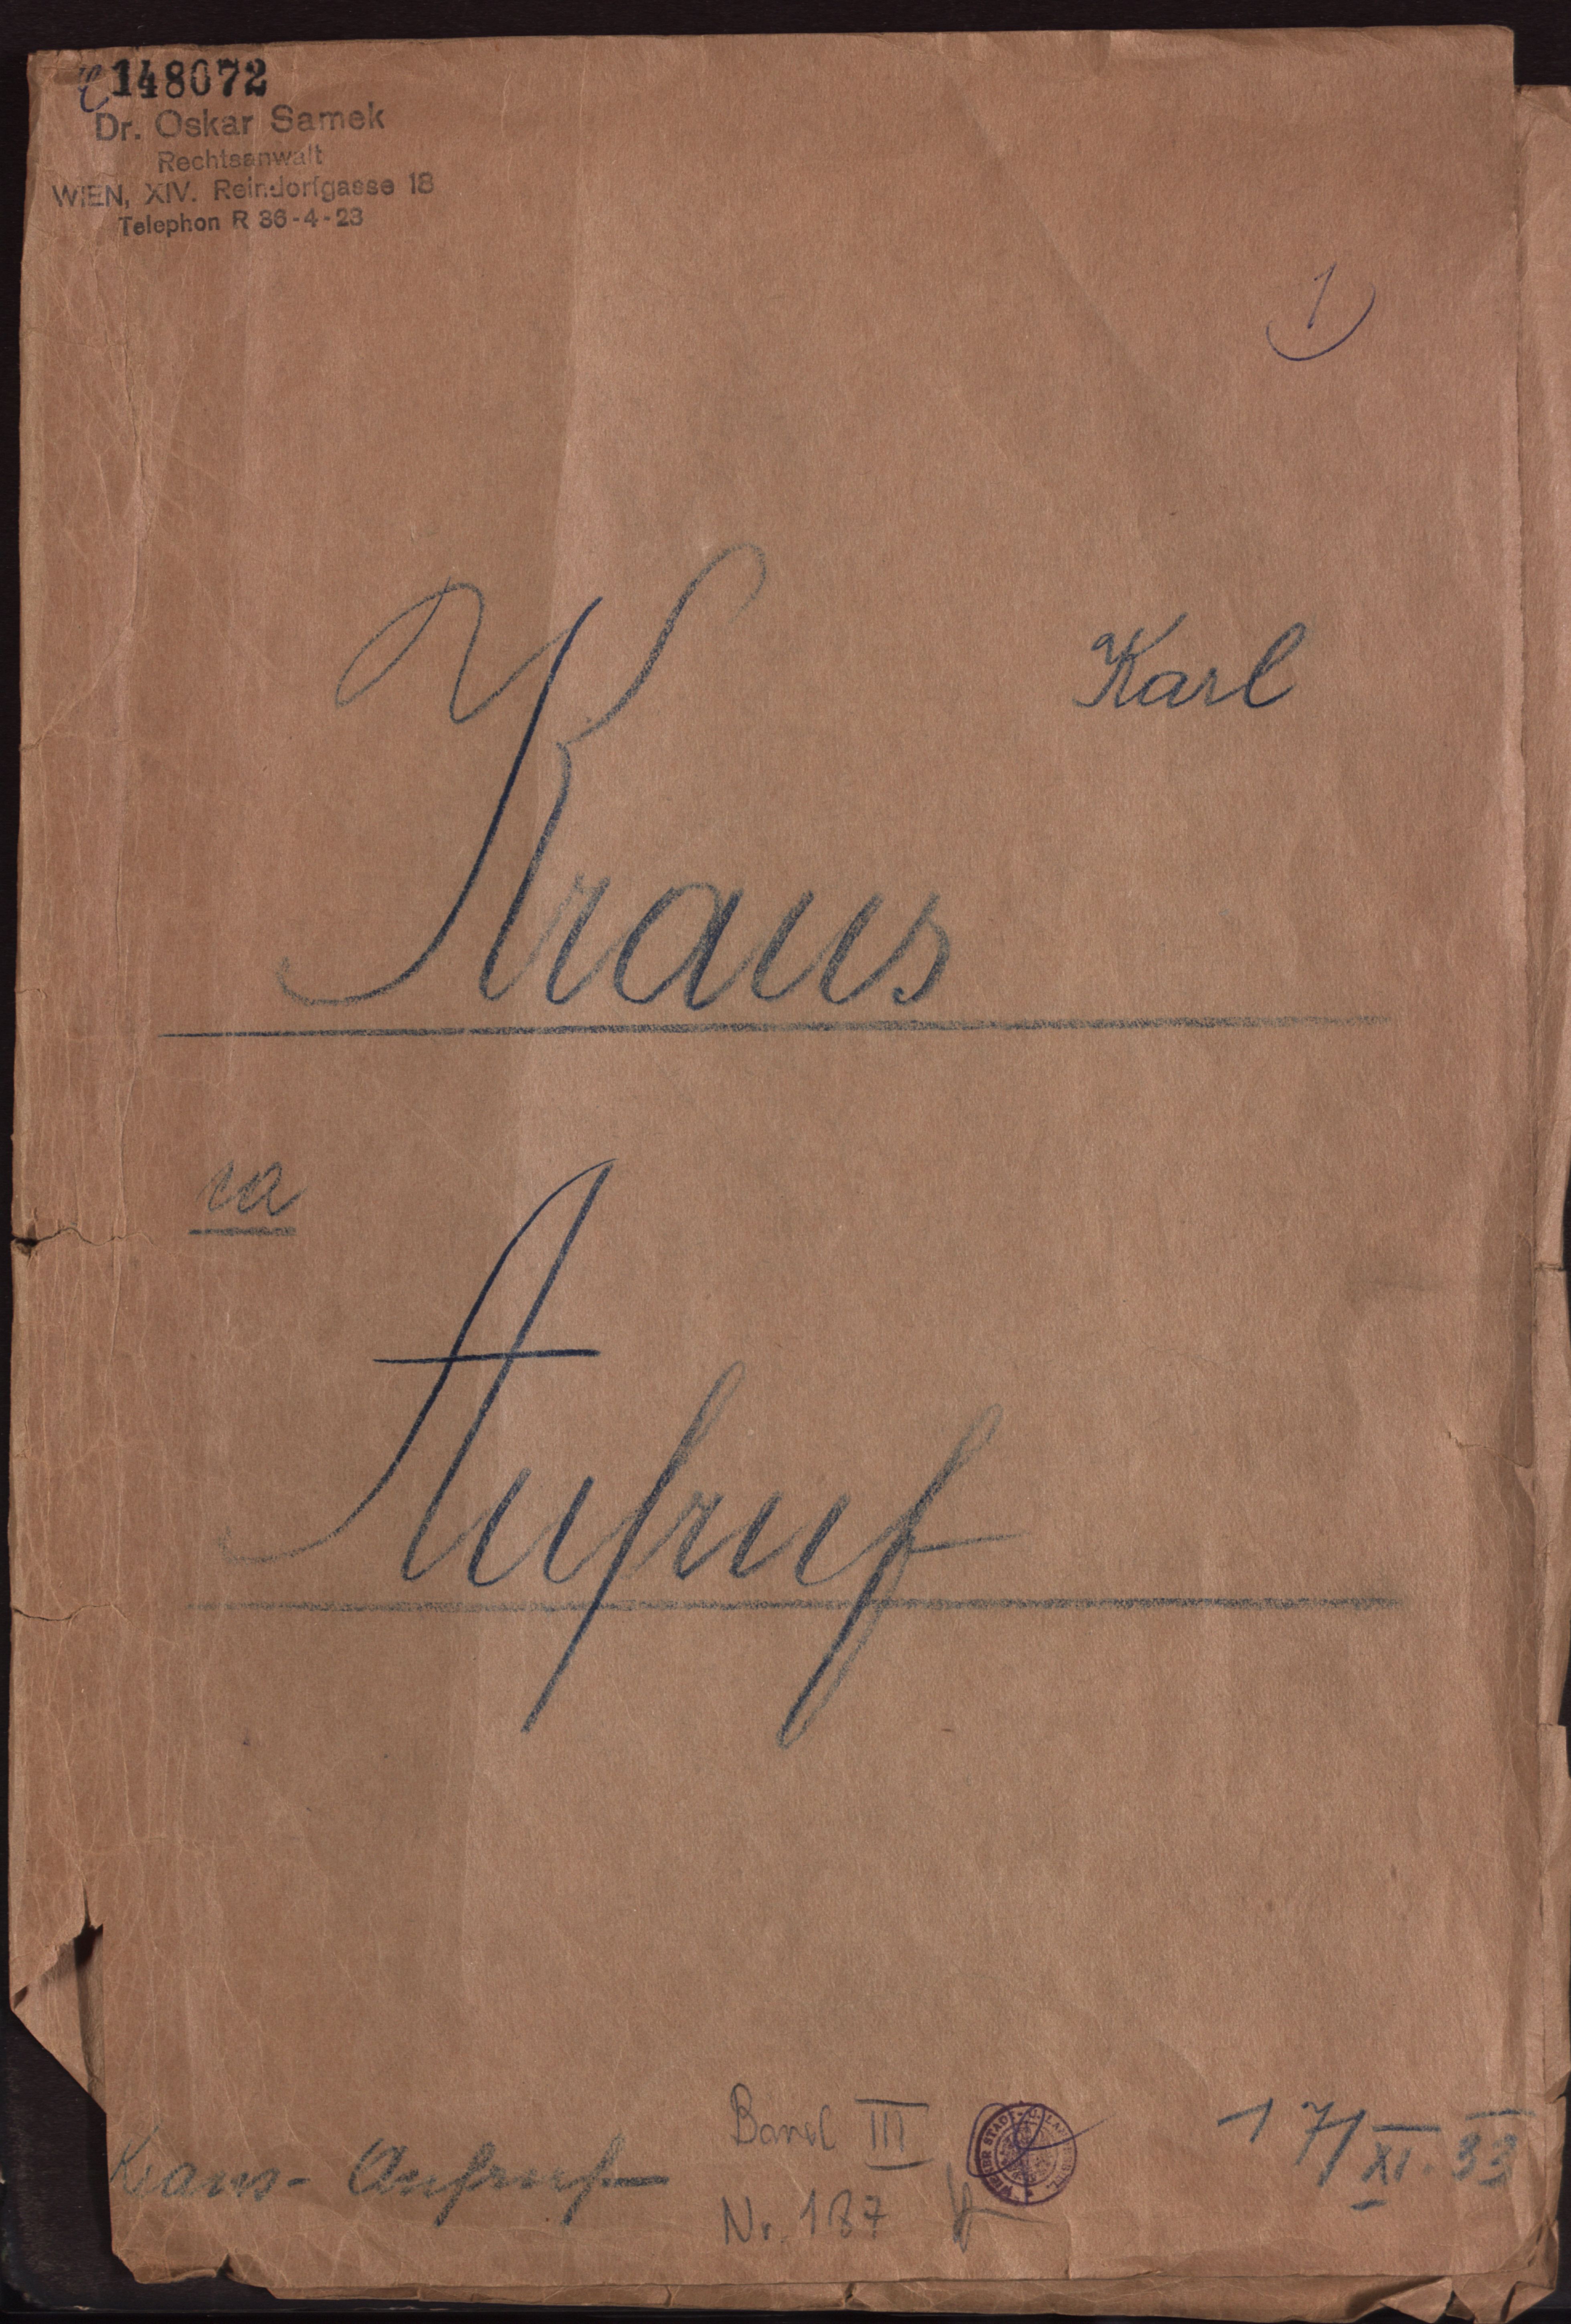 148072
Dr. Oskar Samek
Rechtsanwalt
WIEN, XIV. Reindorfgasse 18
Telephon R 36-4-23
1
Karl
Kraus
ca
Aufruf
Kraus - Aufruf
Band III
Nr. 187
17/XI. 33